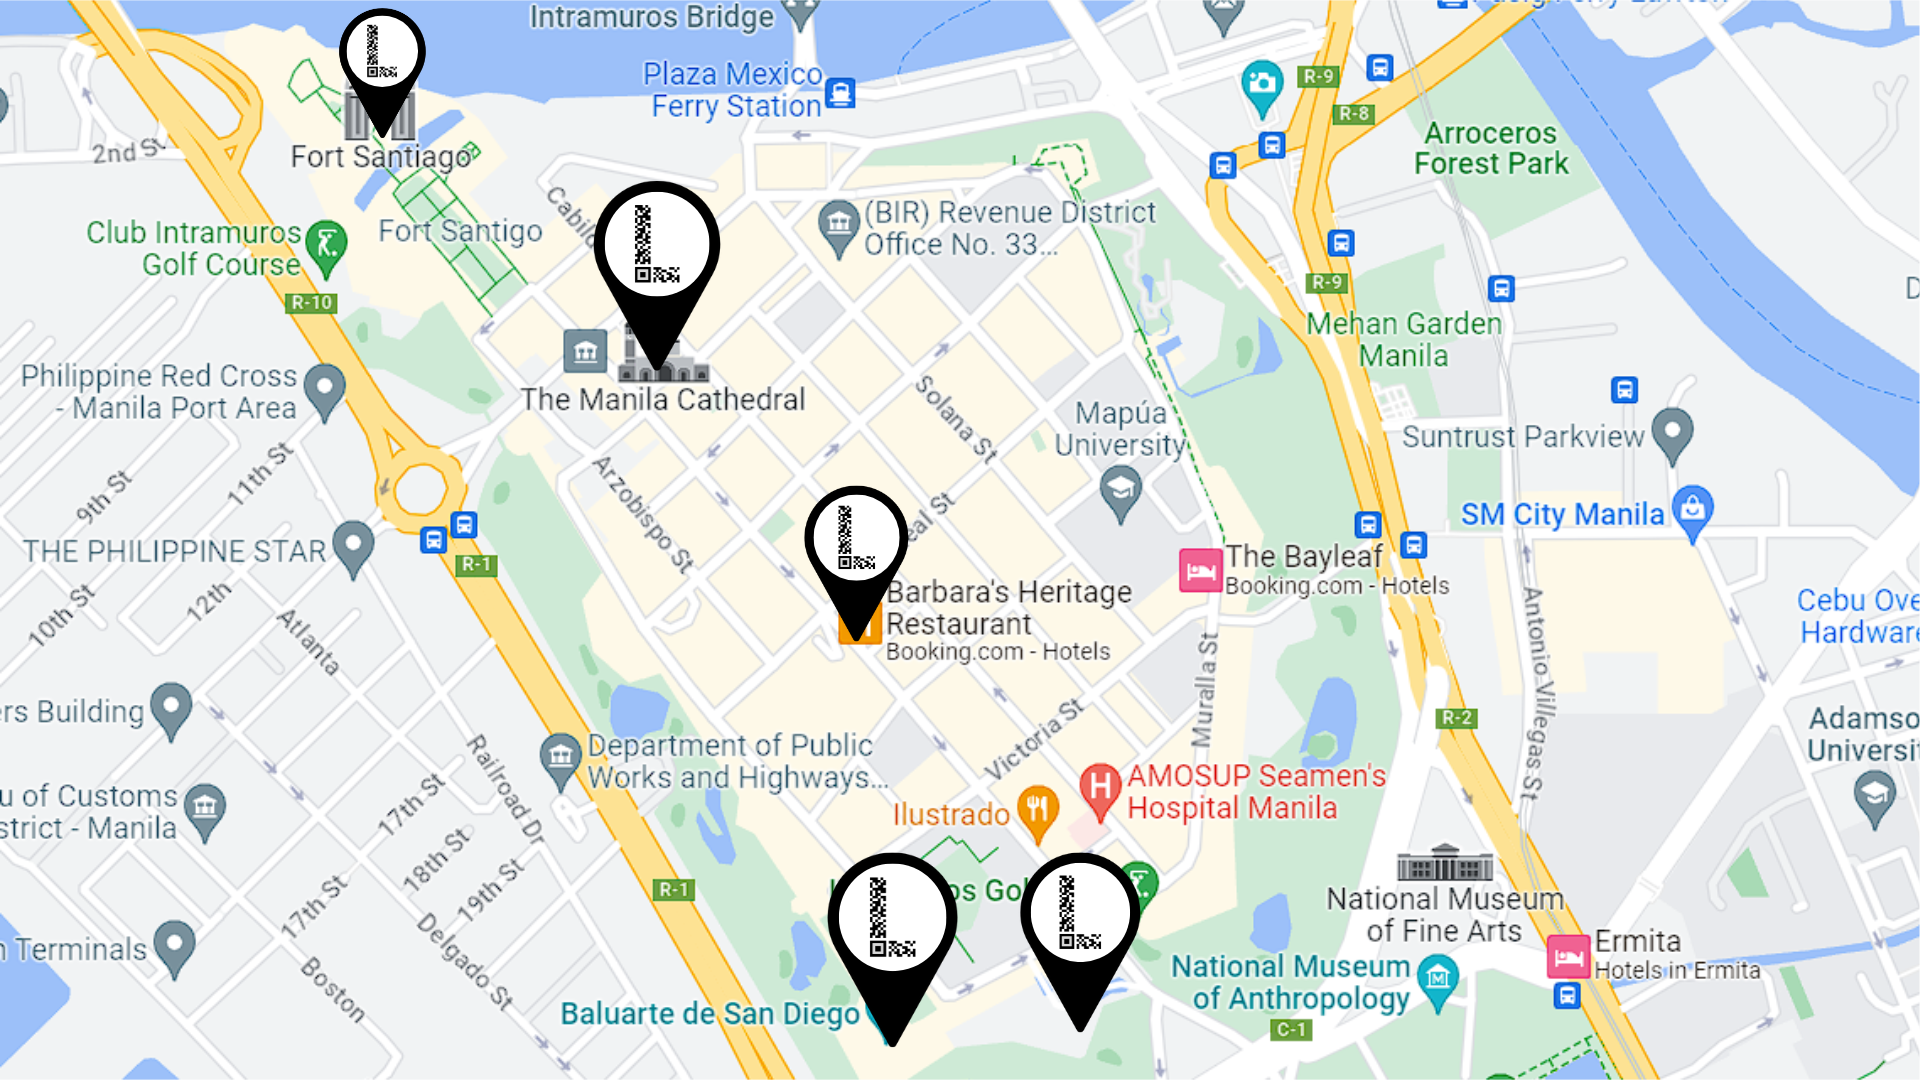 Intramuros Bridge
Plaza Mexico
Ferry Station
R-9
R-8
Arroceros
Forest Park
2nd St
Fort Santiago
Club Intramuros
Golf Course
Fort Santigo
(BIR) Revenue District
Office No. 33...
R-10
R-9
Mehan Garden
Manila
Philippine Red Cross
- Manila Port Area
The Manila Cathedral
Solana St
Mapúa
University
Suntrust Parkview
9th St
11th St
Arzobispo St
SM City Manila
THE PHILIPPINE STAR
R-1
The Bayleaf
Booking.com - Hotels
10th St
12th
Atlanta
Barbara's Heritage
Restaurant
Booking.com - Hotels
Antonio Villegas St
Cebu Ove
Hardware
Muralla St
ers Building
Victoria St
R-2
Adamso
Universit
Department of Public
Works and Highways...
Railroad Dr
AMOSUP Seamen's
Hospital Manila
u of Customs
strict - Manila
17th St
Ilustrado
18th St
19th St
17th St
R-1
os Gol
National Museum
of Fine Arts
n Terminals
Delgado St
Boston
Ermita
Hotels in Ermita
National Museum
of Anthropology
Baluarte de San Diego
C-1